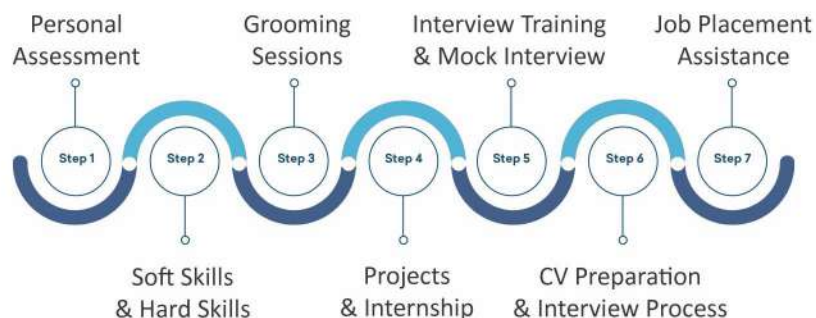 Personal
Assessment
Grooming
Sessions
Interview Training
& Mock Interview
Job Placement
Assistance
Step 1
Step 2
Step 3
Step 4
Step 5
Step 6
Step 7
Soft Skills
& Hard Skills
Projects
& Internship
CV Preparation
& Interview Process